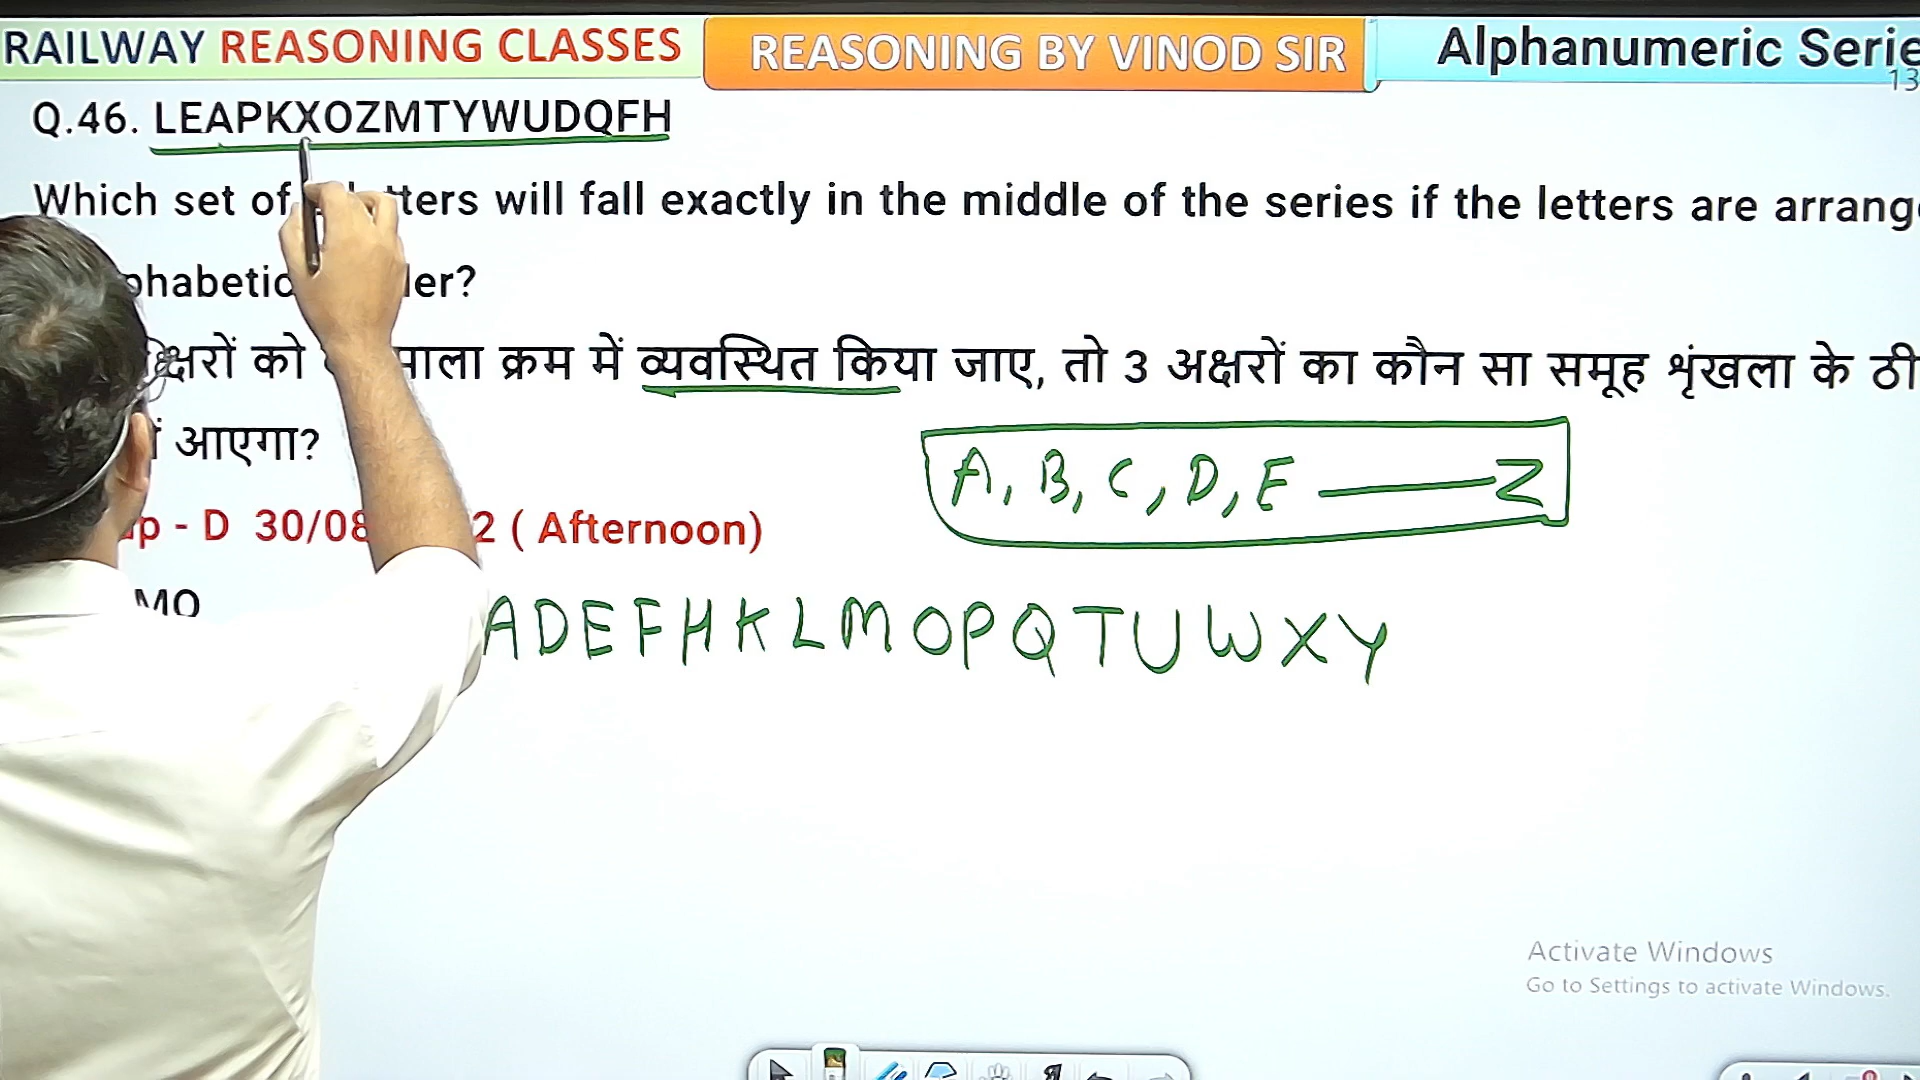 RAILWAY REASONING CLASSES
REASONING BY VINOD SIR
Alphanumeric Serie
13
Q.46. LEAPKXOZMTYWUDQFH
Which set of letters will fall exactly in the middle of the series if the letters are arrang
phabetic der?
क्षरों को माला क्रम में व्यवस्थित किया जाए, तो 3 अक्षरों का कौन सा समूह शृंखला के ठी
आएगा?
A, B, C, D, E — Z
p - D 30/08 2 ( Afternoon)
MO
ADEFHKLMOPQTUWXY
Activate Windows
Go to Settings to activate Windows.